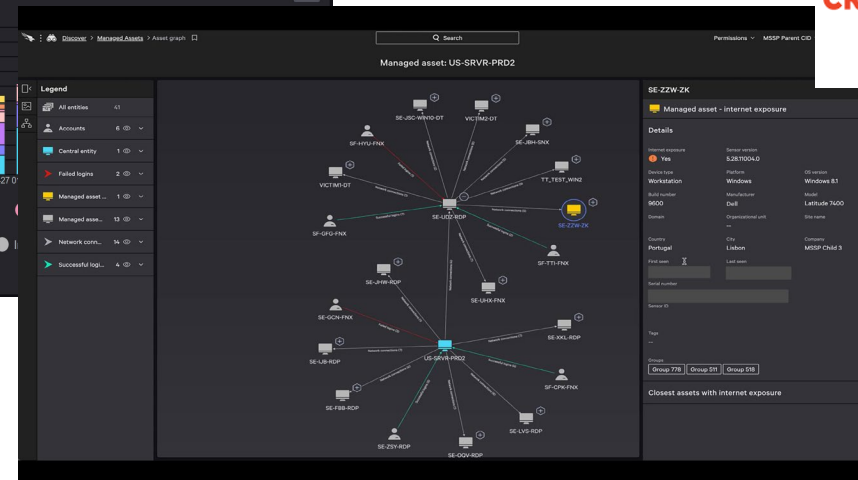 CR
Discover > Managed Assets > Asset graph
Search
Permissions
MSSP Parent CID
Managed asset: US-SRVR-PRD2
Legend
All entities 41
Accounts 6
Central entity 1
Failed logins 2
Managed asset ... 1
Managed asse... 13
Network conn... 14
Successful logi... 4
SE-JSC-WIN10-DT
VICTIM2-DT
SF-HYU-FNX
SE-JBH-SNX
VICTIM1-DT
TT_TEST_WIN2
SE-UDZ-RDP
SE-ZZW-ZK
SF-GFG-FNX
SF-TTI-FNX
SE-JHW-RDP
SE-UHX-FNX
SE-GCN-FNX
SE-XKL-RDP
SE-IJ8-RDP
US-SRVR-PRD2
SF-CPK-FNX
SE-FBB-RDP
SE-LVS-RDP
SE-ZSY-RDP
SE-OQV-RDP
SE-ZZW-ZK
Managed asset - internet exposure
Details
Internet exposure
Yes
Sensor version
5.28.11004.0
Device type
Workstation
Platform
Windows
OS version
Windows 8.1
Build number
9600
Manufacturer
Dell
Model
Latitude 7400
Domain
Organizational unit
--
Site name
Country
Portugal
City
Lisbon
Company
MSSP Child 3
First seen
Last seen
Serial number
Sensor ID
Tags
--
Groups
Group 776 Group 511 Group 518
Closest assets with internet exposure